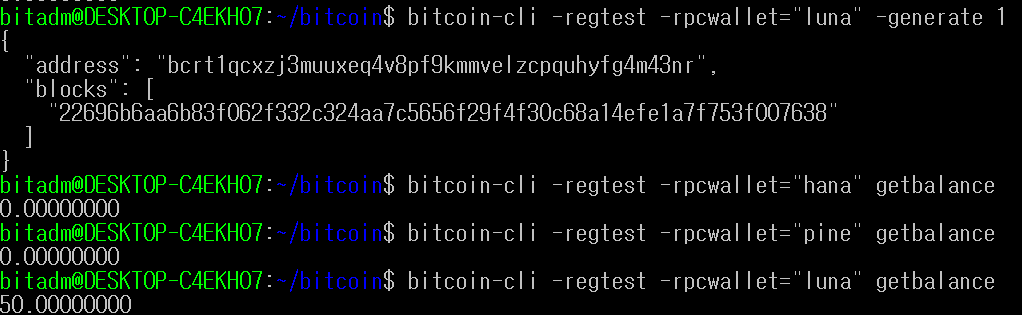 bitadm@DESKTOP-C4EKHO7:~/bitcoin$ bitcoin-cli -regtest -rpcwallet="luna" -generate 1
{
  "address": "bcrt1qcxzj3muuxeq4v8pf9kmmvelzcpquhyfg4m43nr",
  "blocks": [
    "22696b6aa6b83f062f332c324aa7c5656f29f4f30c68a14efe1a7f753f007638"
  ]
}
bitadm@DESKTOP-C4EKHO7:~/bitcoin$ bitcoin-cli -regtest -rpcwallet="hana" getbalance
0.00000000
bitadm@DESKTOP-C4EKHO7:~/bitcoin$ bitcoin-cli -regtest -rpcwallet="pine" getbalance
0.00000000
bitadm@DESKTOP-C4EKHO7:~/bitcoin$ bitcoin-cli -regtest -rpcwallet="luna" getbalance
50.00000000